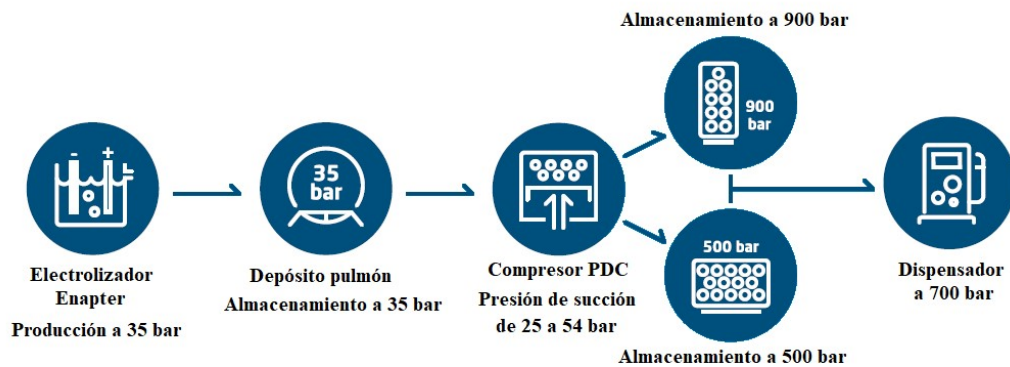 Almacenamiento a 900 bar
900
bar
- +
35
bar
500 bar
Electrolizador
Enapter
Producción a 35 bar
Depósito pulmón
Almacenamiento a 35 bar
Compresor PDC
Presión de succión
de 25 a 54 bar
Dispensador
a 700 bar
Almacenamiento a 500 bar